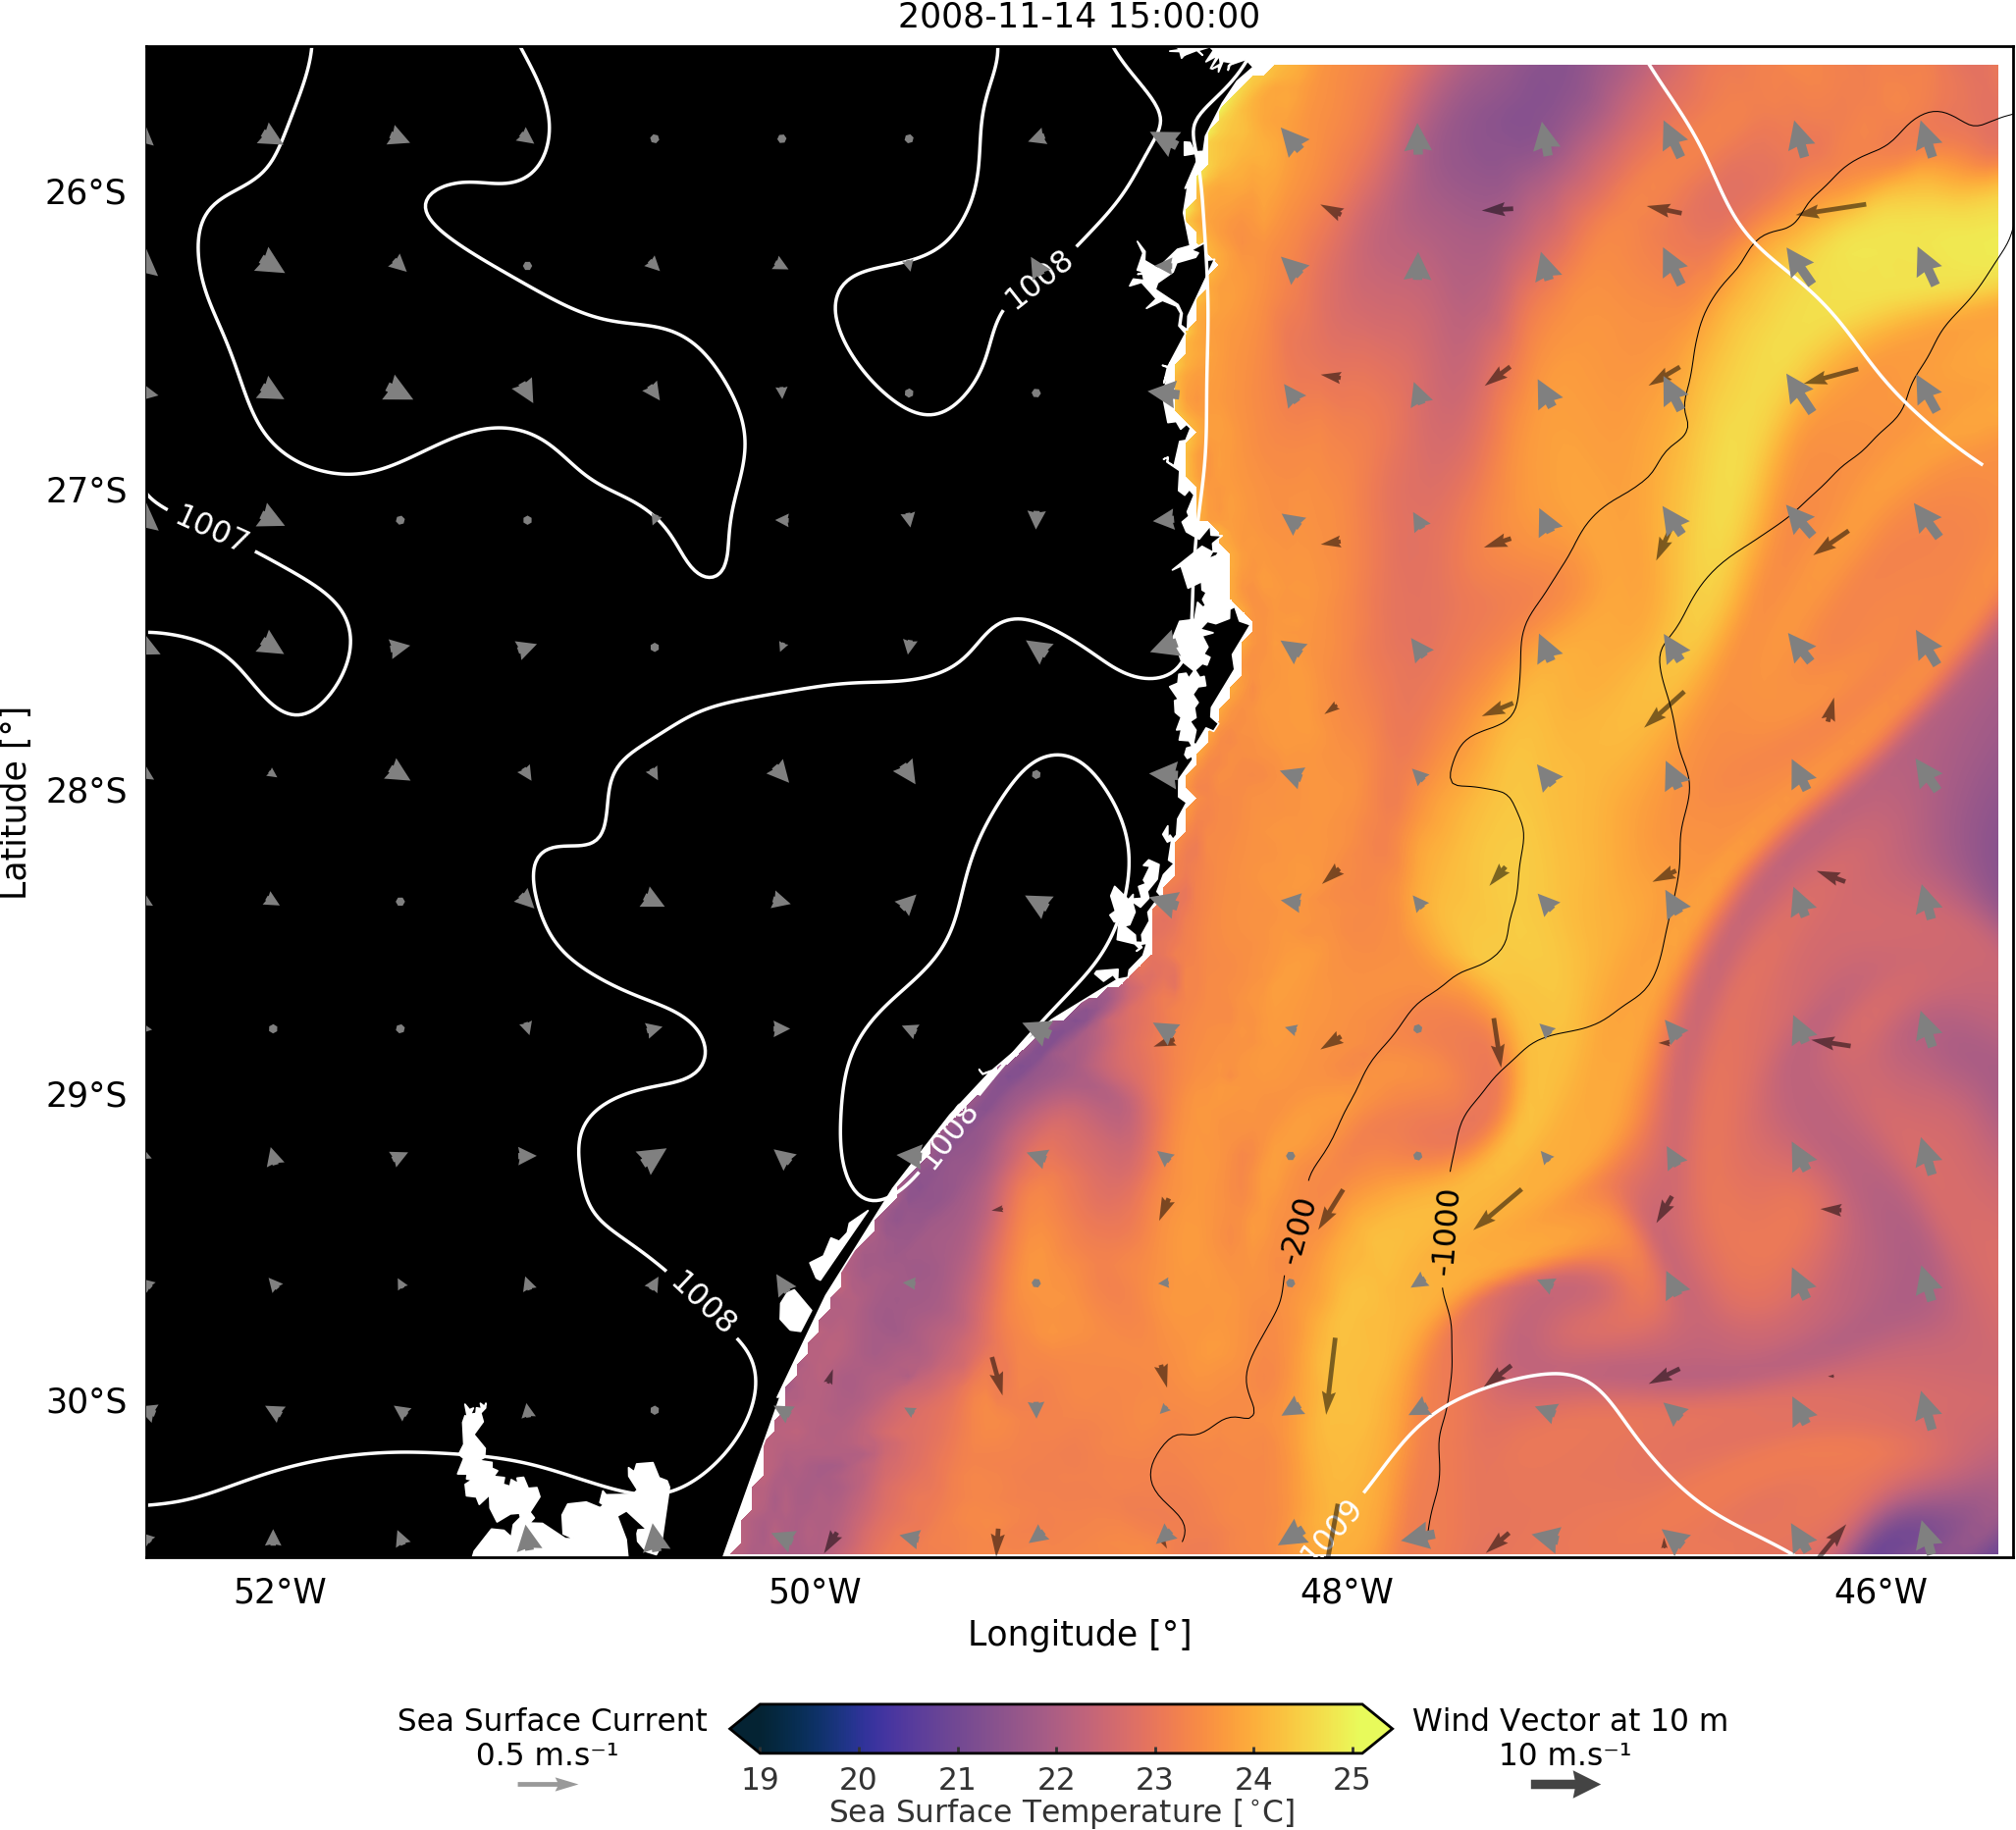 2008-11-14 15:00:00
26°S
27°S
28°S
29°S
30°S
Latitude [°]
1008
1007
1008
1008
1009
-200
-1000
52°W
50°W
48°W
46°W
Longitude [°]
Sea Surface Current
0.5 m.s⁻¹
19 20 21 22 23 24 25
Sea Surface Temperature [°C]
Wind Vector at 10 m
10 m.s⁻¹